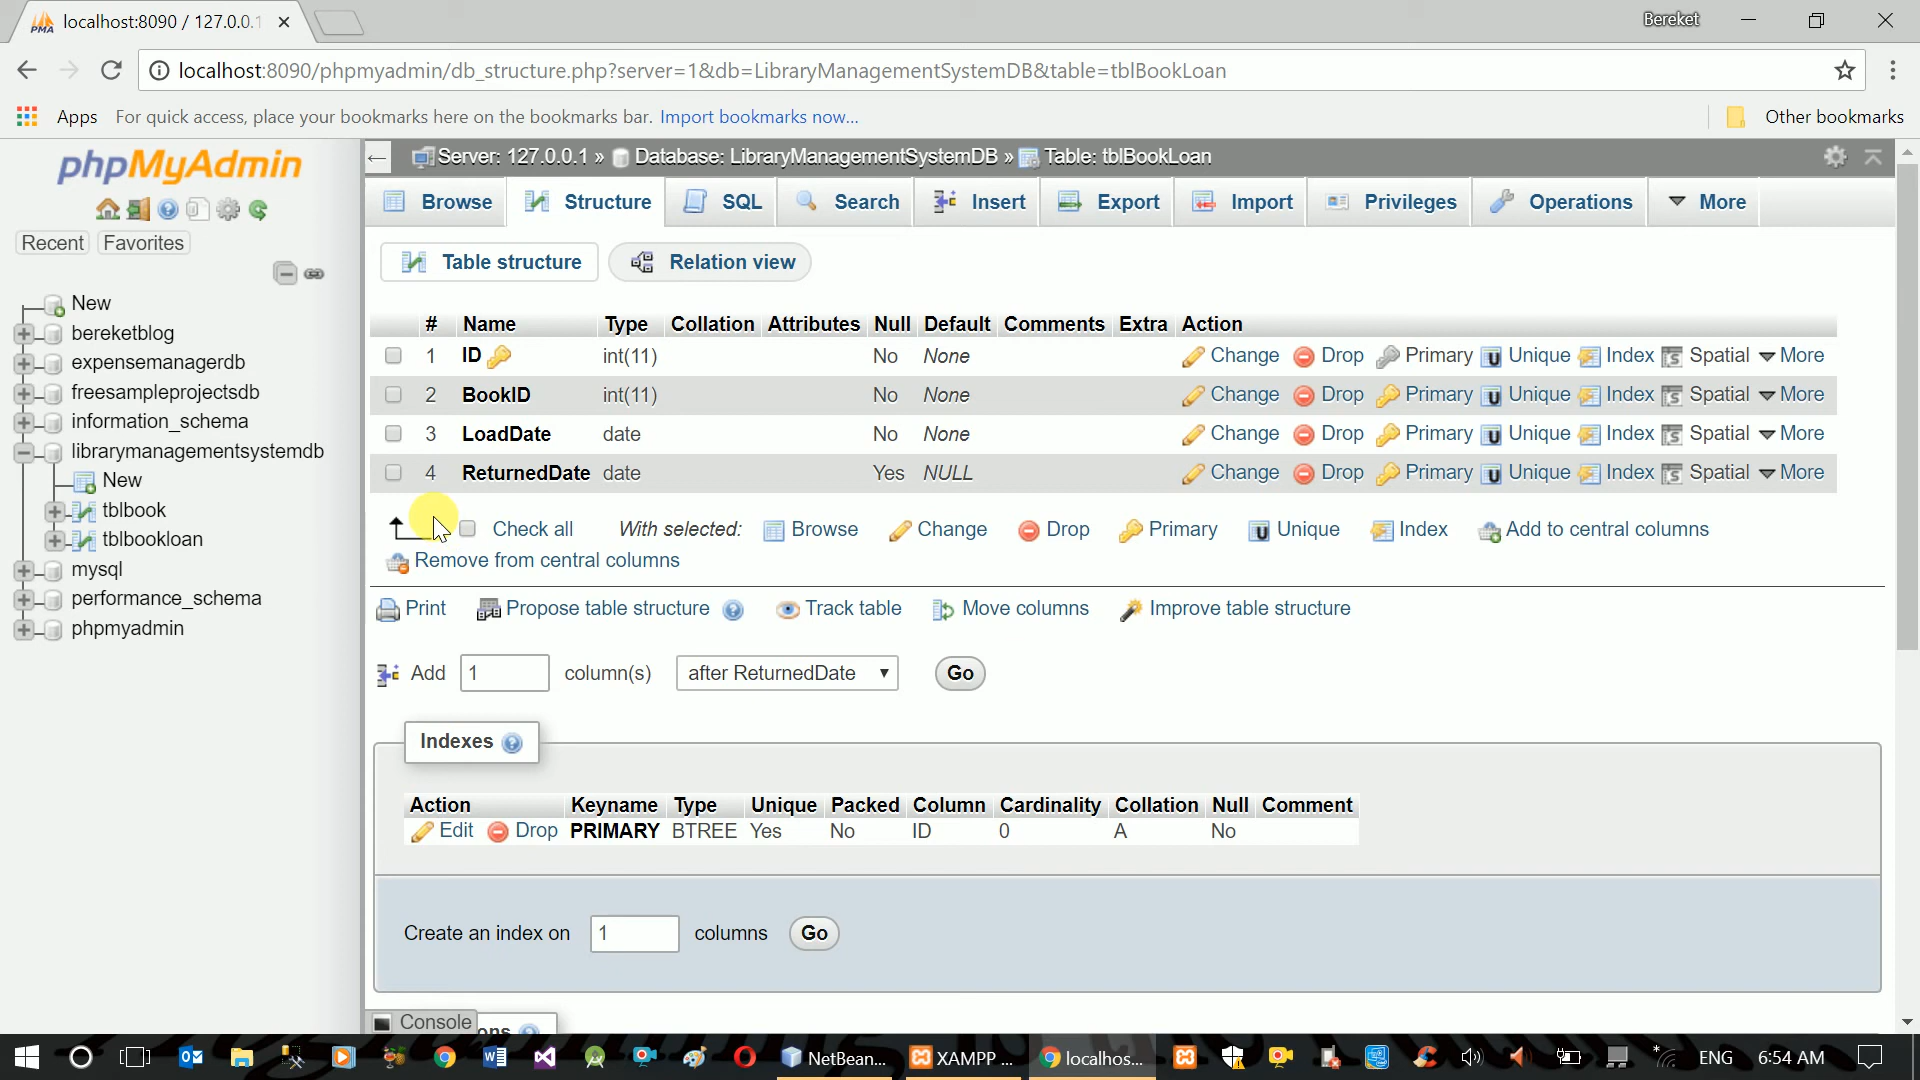 localhost:8090 / 127.0.0.1
Bereket
localhost:8090/phpmyadmin/db_structure.php?server=1&db=LibraryManagementSystemDB&table=tblBookLoan
Apps For quick access, place your bookmarks here on the bookmarks bar. Import bookmarks now... Other bookmarks
phpMyAdmin
Recent Favorites
New
bereketblog
expensemanagerdb
freesampleprojectsdb
information_schema
librarymanagementsystemdb
New
tblbook
tblbookloan
mysql
performance_schema
phpmyadmin
Server: 127.0.0.1 » Database: LibraryManagementSystemDB » Table: tblBookLoan
Browse Structure SQL Search Insert Export Import Privileges Operations More
Table structure Relation view
# Name Type Collation Attributes Null Default Comments Extra Action
1 ID int(11) No None Change Drop Primary Unique Index Spatial More
2 BookID int(11) No None Change Drop Primary Unique Index Spatial More
3 LoadDate date No None Change Drop Primary Unique Index Spatial More
4 ReturnedDate date Yes NULL Change Drop Primary Unique Index Spatial More
Check all With selected: Browse Change Drop Primary Unique Index Add to central columns
Remove from central columns
Print Propose table structure Track table Move columns Improve table structure
Add 1 column(s) after ReturnedDate Go
Indexes
Action Keyname Type Unique Packed Column Cardinality Collation Null Comment
Edit Drop PRIMARY BTREE Yes No ID 0 A No
Create an index on 1 columns Go
Console
NetBean... XAMPP ... localhos... ENG 6:54 AM